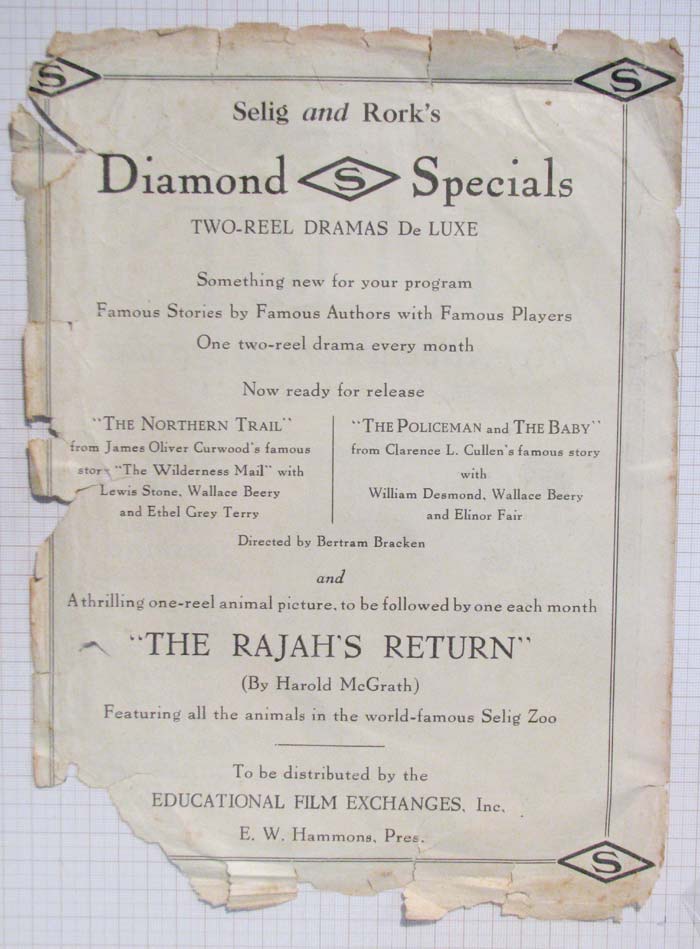 S S
Selig and Rork's
Diamond S Specials
TWO-REEL DRAMAS De LUXE
Something new for your program
Famous Stories by Famous Authors with Famous Players
One two-reel drama every month
Now ready for release
"THE NORTHERN TRAIL"
from James Oliver Curwood's famous
story "The Wilderness Mail" with
Lewis Stone, Wallace Beery
and Ethel Grey Terry
"THE POLICEMAN and THE BABY"
from Clarence L. Cullen's famous story
with
William Desmond, Wallace Beery
and Elinor Fair
Directed by Bertram Bracken
and
A thrilling one-reel animal picture, to be followed by one each month
"THE RAJAH'S RETURN"
(By Harold McGrath)
Featuring all the animals in the world-famous Selig Zoo
To be distributed by the
EDUCATIONAL FILM EXCHANGES, Inc.
E. W. Hammons, Pres.
S